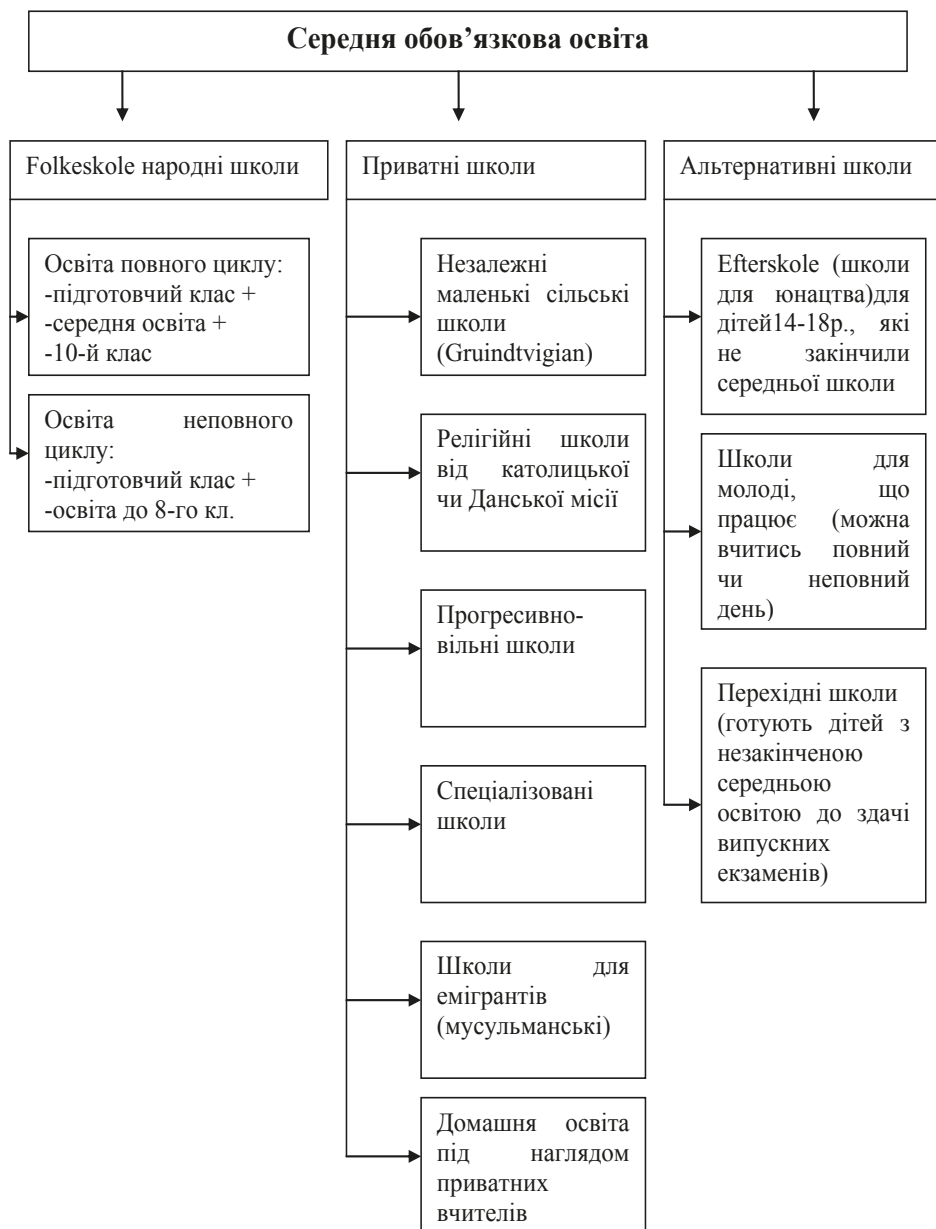 Середня обов’язкова освіта
Folkeskole народні школи
Освіта повного циклу:
-підготовчий клас +
-середня освіта +
-10-й клас
Освіта неповного
циклу:
-підготовчий клас +
-освіта до 8-го кл.
Приватні школи
Незалежні
маленькі сільські
школи
(Gruindtvigian)
Релігійні школи
від католицької
чи Данської місії
Прогресивно-
вільні школи
Спеціалізовані
школи
Школи для
емігрантів
(мусульманські)
Домашня освіта
під наглядом
приватних
вчителів
Альтернативні школи
Efterskole (школи
для юнацтва)для
дітей14-18р., які
не закінчили
середньої школи
Школи для
молоді, що
працює (можна
вчитись повний
чи неповний
день)
Перехідні школи
(готують дітей з
незакінченою
середньою
освітою до здачі
випускних
екзаменів)